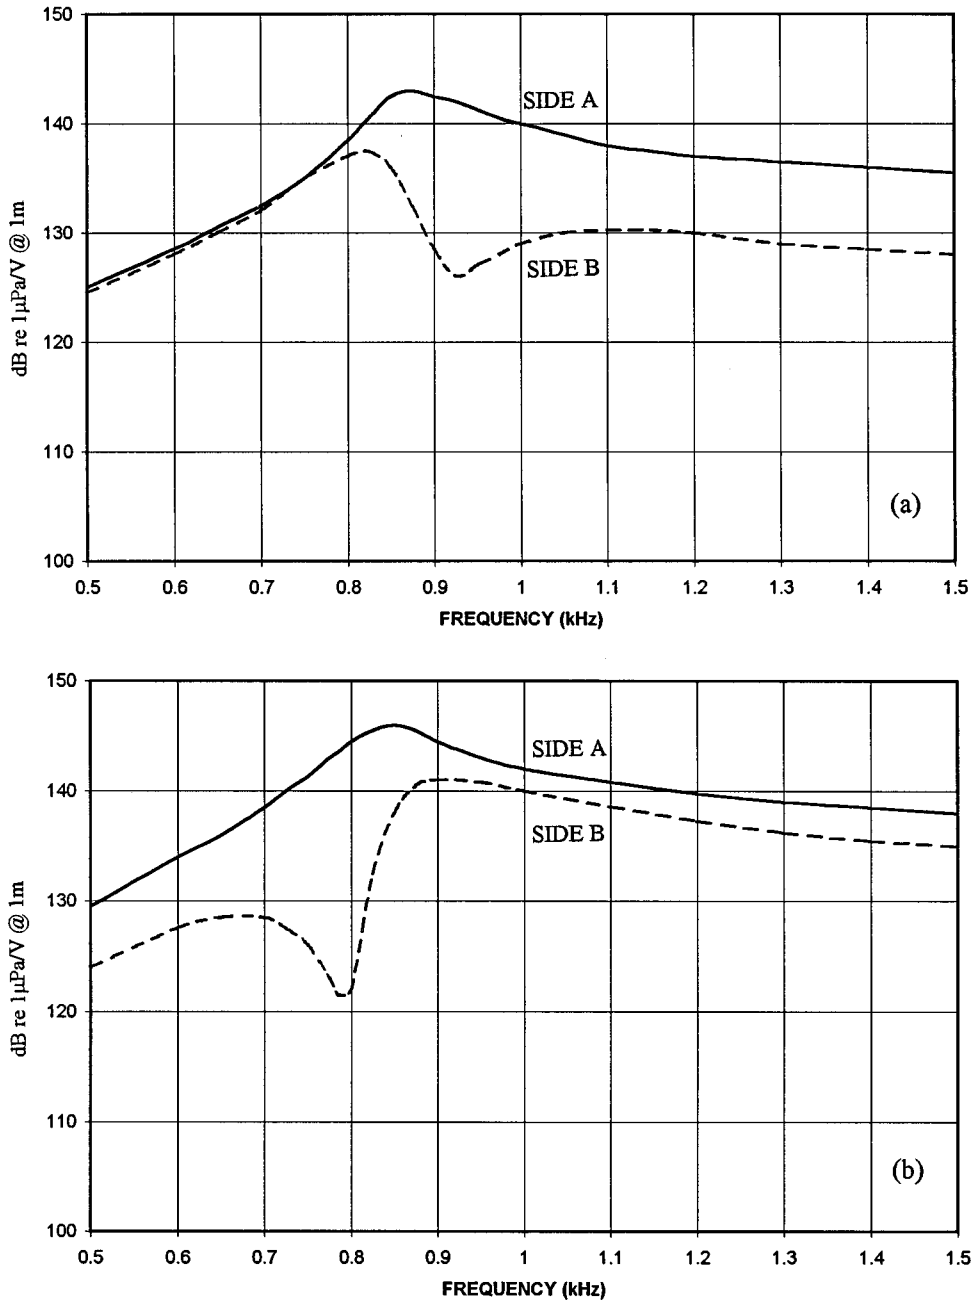 150
140
130
120
110
100
dB re 1µPa/V @ 1m
SIDE A
SIDE B
(a)
0.5 0.6 0.7 0.8 0.9 1 1.1 1.2 1.3 1.4 1.5
FREQUENCY (kHz)
150
140
130
120
110
100
dB re 1µPa/V @ 1m
SIDE A
SIDE B
(b)
0.5 0.6 0.7 0.8 0.9 1 1.1 1.2 1.3 1.4 1.5
FREQUENCY (kHz)